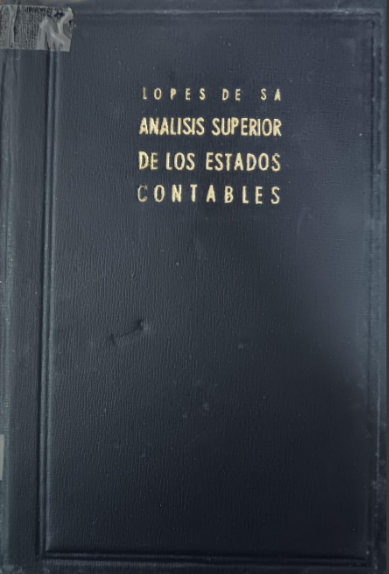 LOPES DE SA
ANALISIS SUPERIOR
DE LOS ESTADOS
CONTABLES